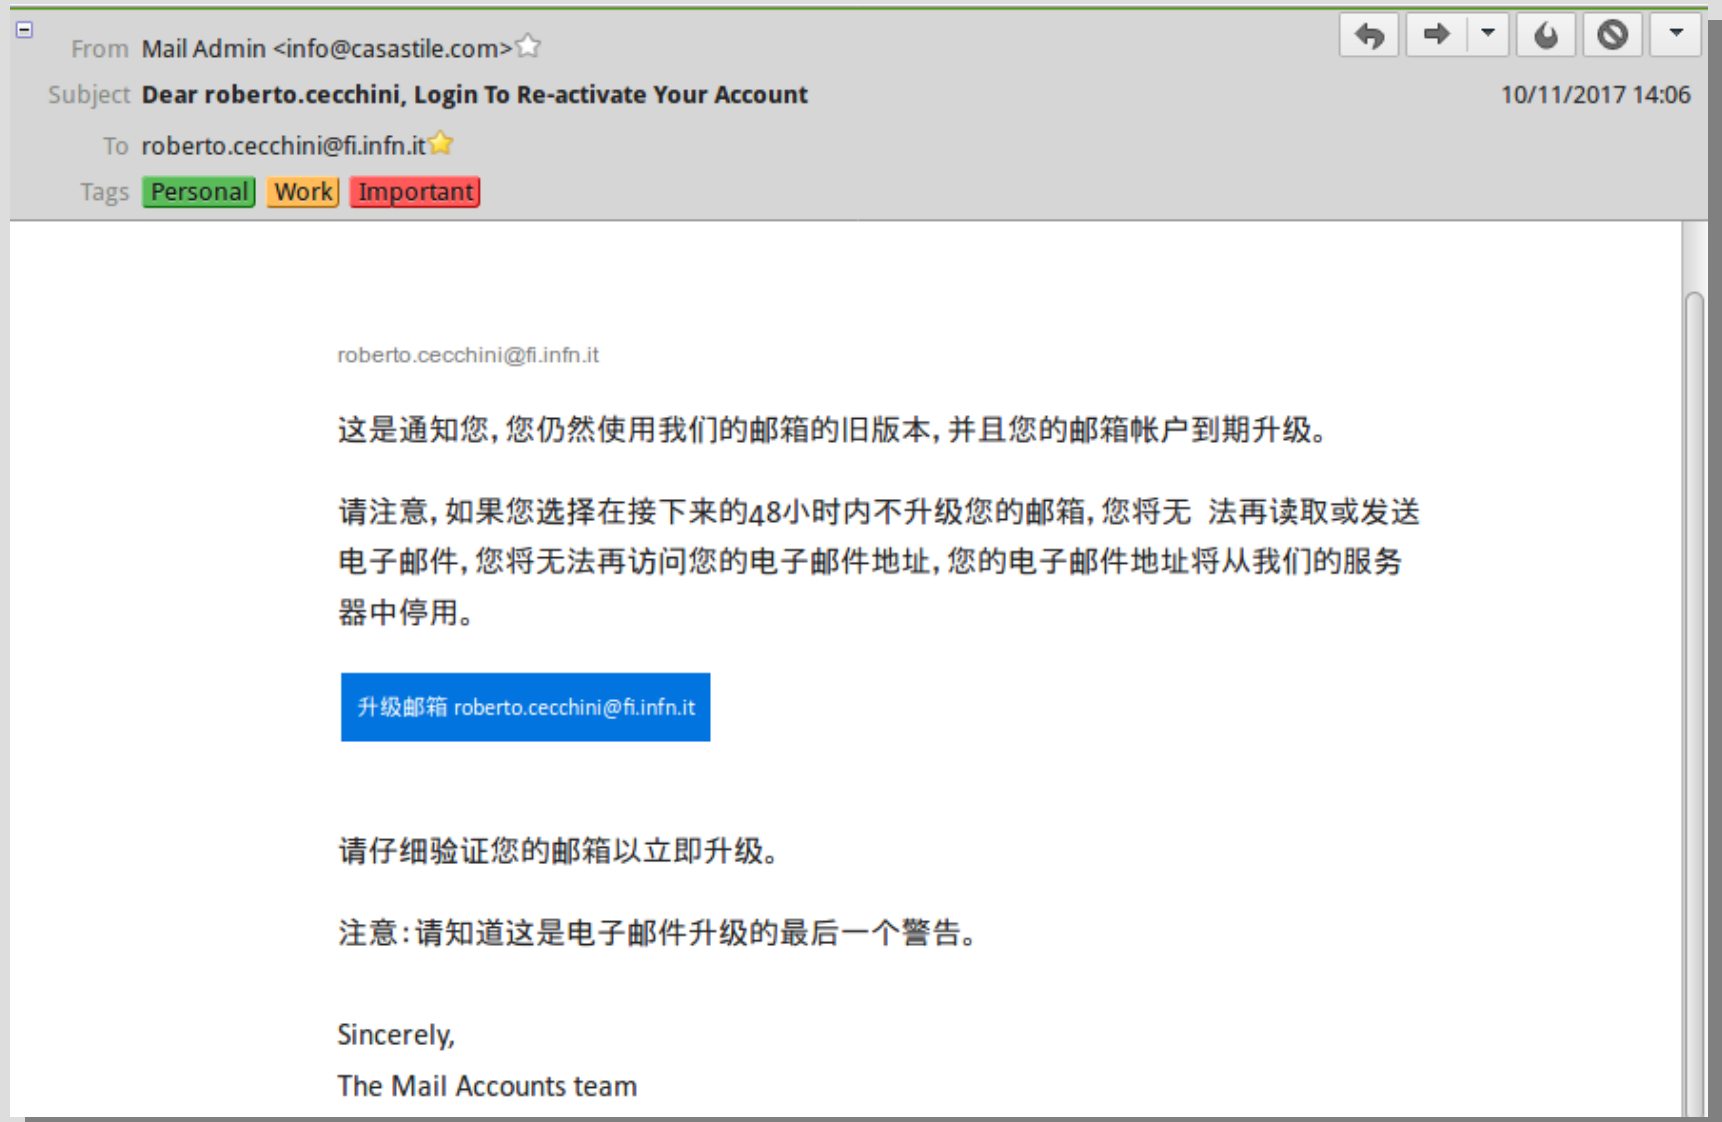 From Mail Admin <info@casastile.com>
Subject Dear roberto.cecchini, Login To Re-activate Your Account 10/11/2017 14:06
To roberto.cecchini@fi.infn.it
Tags Personal Work Important
roberto.cecchini@fi.infn.it
这是通知您,您仍然使用我们的邮箱的旧版本,并且您的邮箱帐户到期升级。
请注意,如果您选择在接下来的48小时内不升级您的邮箱,您将无 法再读取或发送
电子邮件,您将无法再访问您的电子邮件地址,您的电子邮件地址将从我们的服务
器中停用。
升级邮箱 roberto.cecchini@fi.infn.it
请仔细验证您的邮箱以立即升级。
注意:请知道这是电子邮件升级的最后一个警告。
Sincerely,
The Mail Accounts team